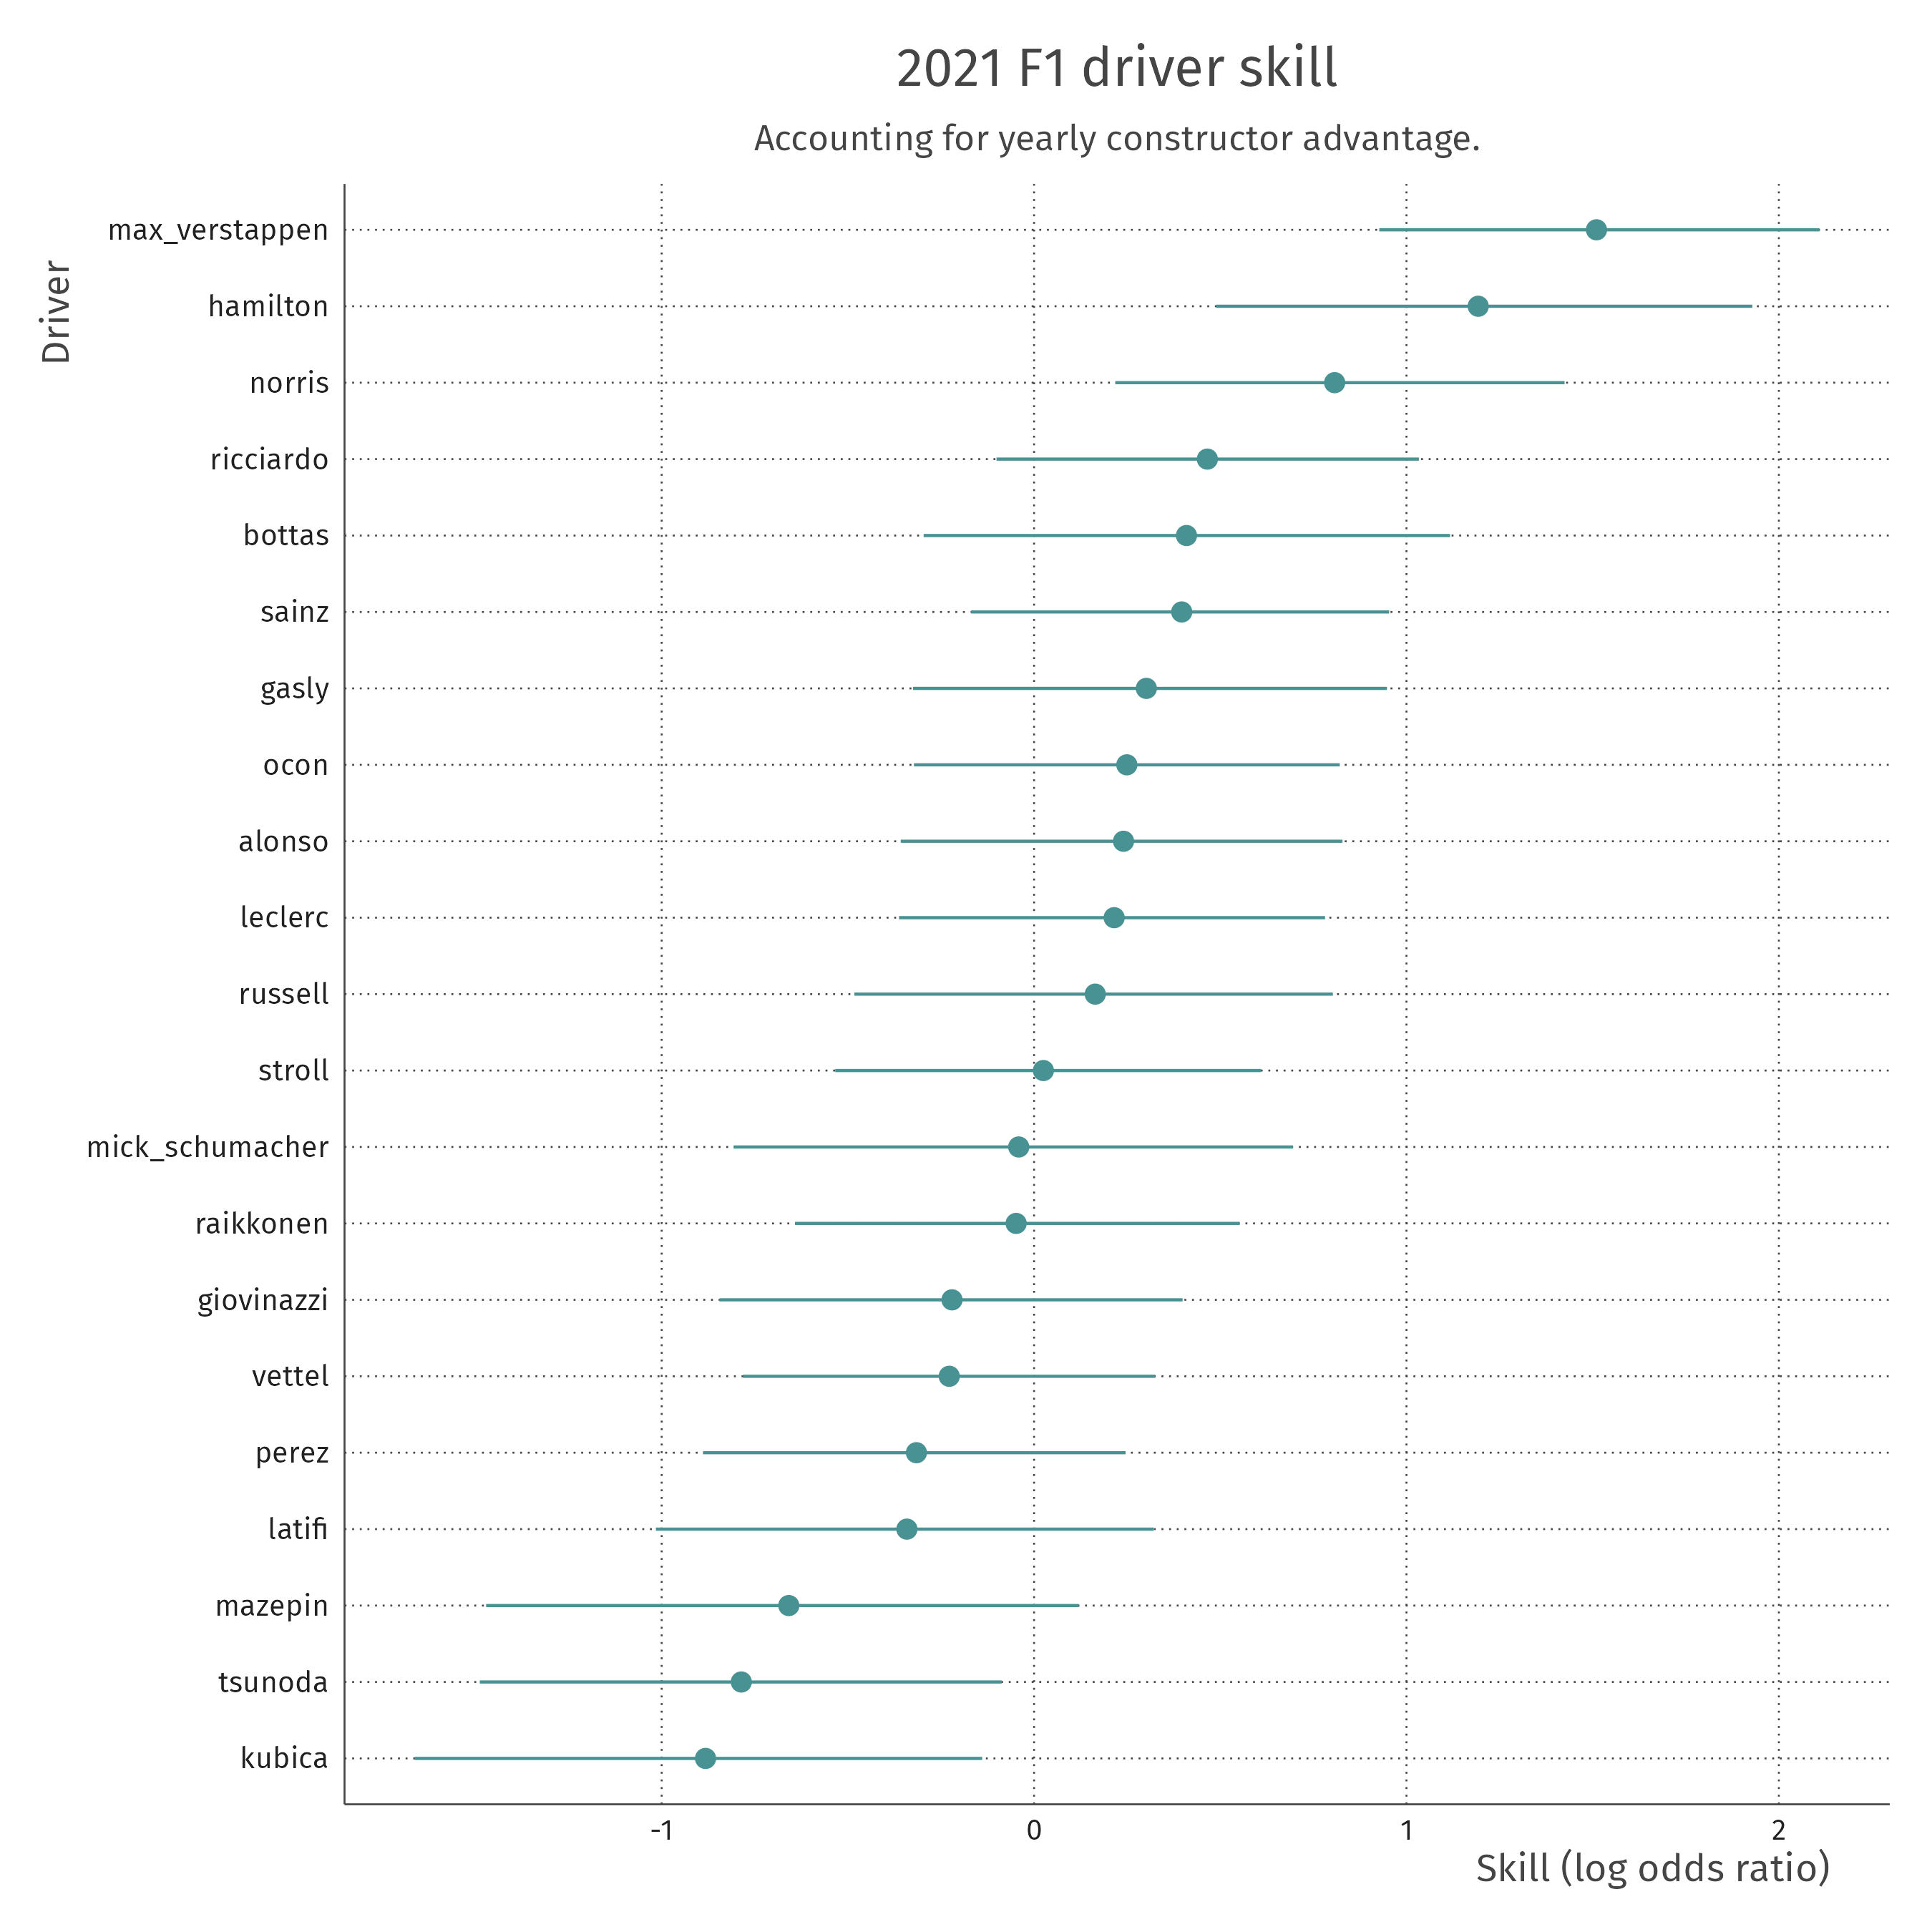 2021 F1 driver skill
Accounting for yearly constructor advantage.
Driver
max_verstappen
hamilton
norris
ricciardo
bottas
sainz
gasly
ocon
alonso
leclerc
russell
stroll
mick_schumacher
raikkonen
giovinazzi
vettel
perez
latifi
mazepin
tsunoda
kubica
-1 0 1 2
Skill (log odds ratio)